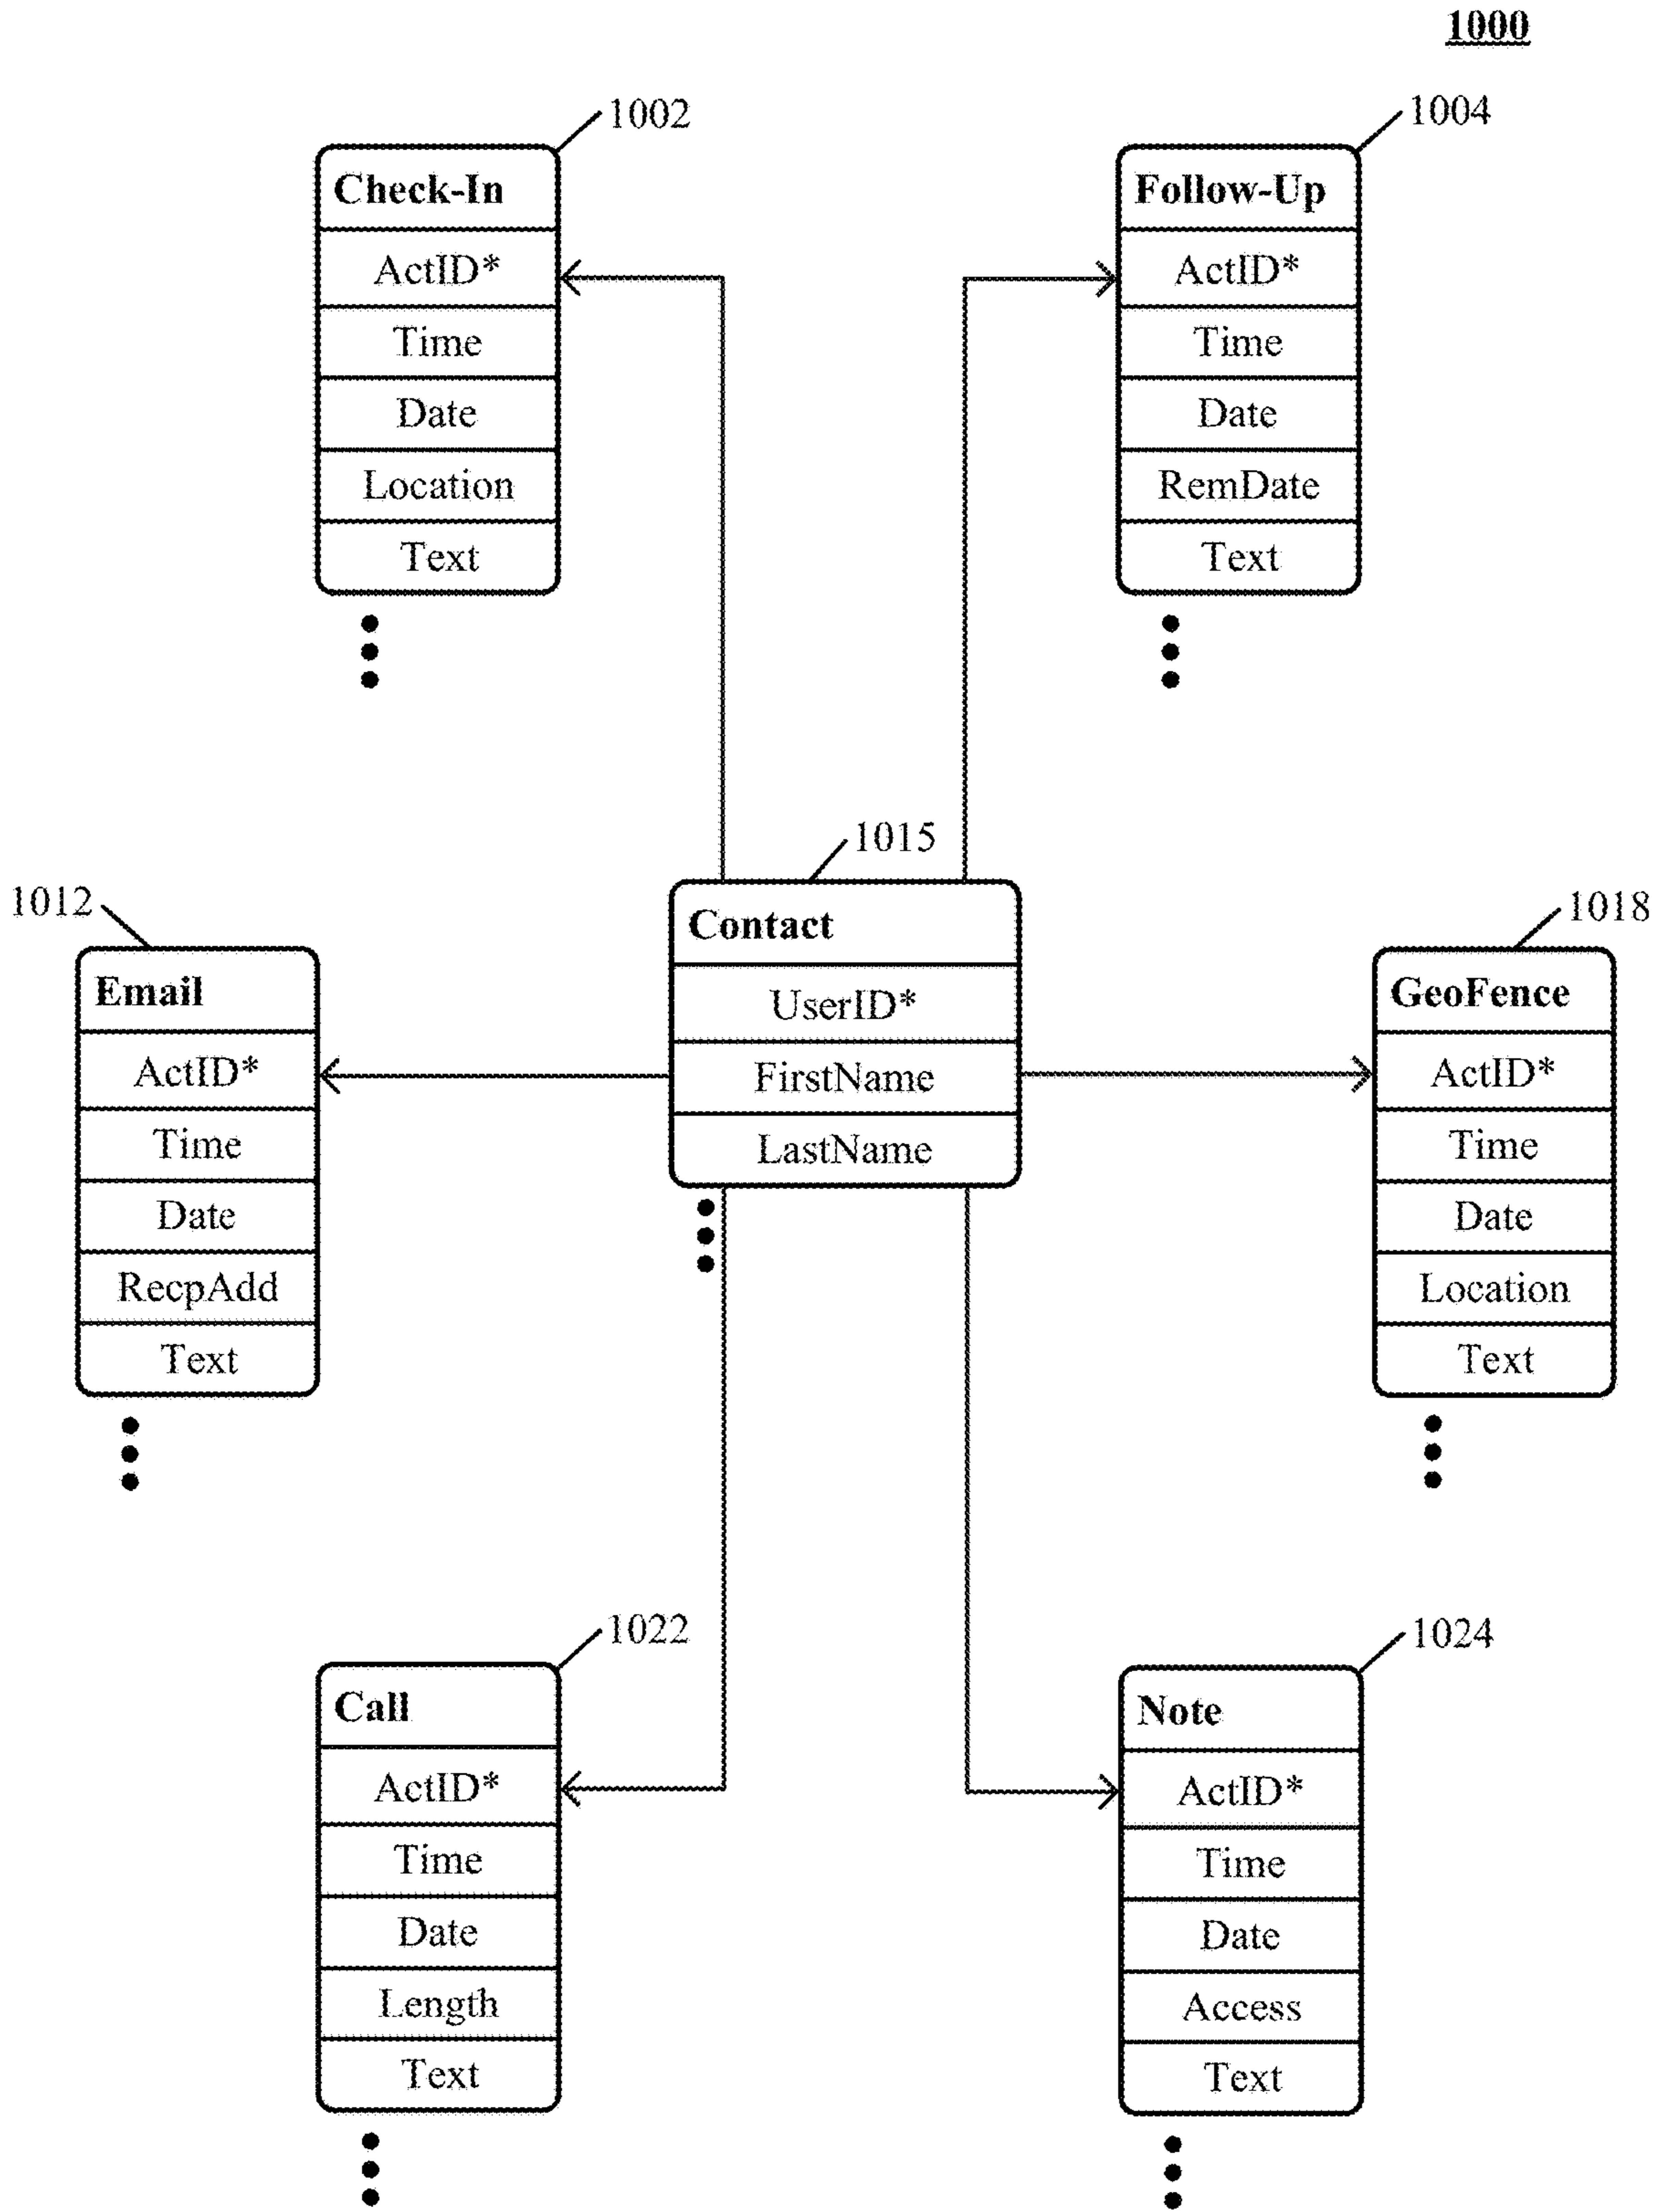 1000
1002
Check-In
ActID*
Time
Date
Location
Text
1004
Follow-Up
ActID*
Time
Date
RemDate
Text
1012
Email
ActID*
Time
Date
RecpAdd
Text
1015
Contact
UserID*
FirstName
LastName
1018
GeoFence
ActID*
Time
Date
Location
Text
1022
Call
ActID*
Time
Date
Length
Text
1024
Note
ActID*
Time
Date
Access
Text